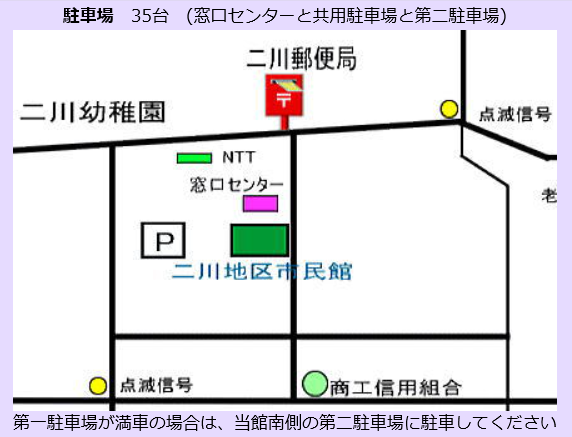 駐車場　35台　(窓口センターと共用駐車場と第二駐車場)
二川郵便局
〒
二川幼稚園
点滅信号
NTT
窓口センター
老
P
二川地区市民館
点滅信号
商工信用組合
第一駐車場が満車の場合は、当館南側の第二駐車場に駐車してください